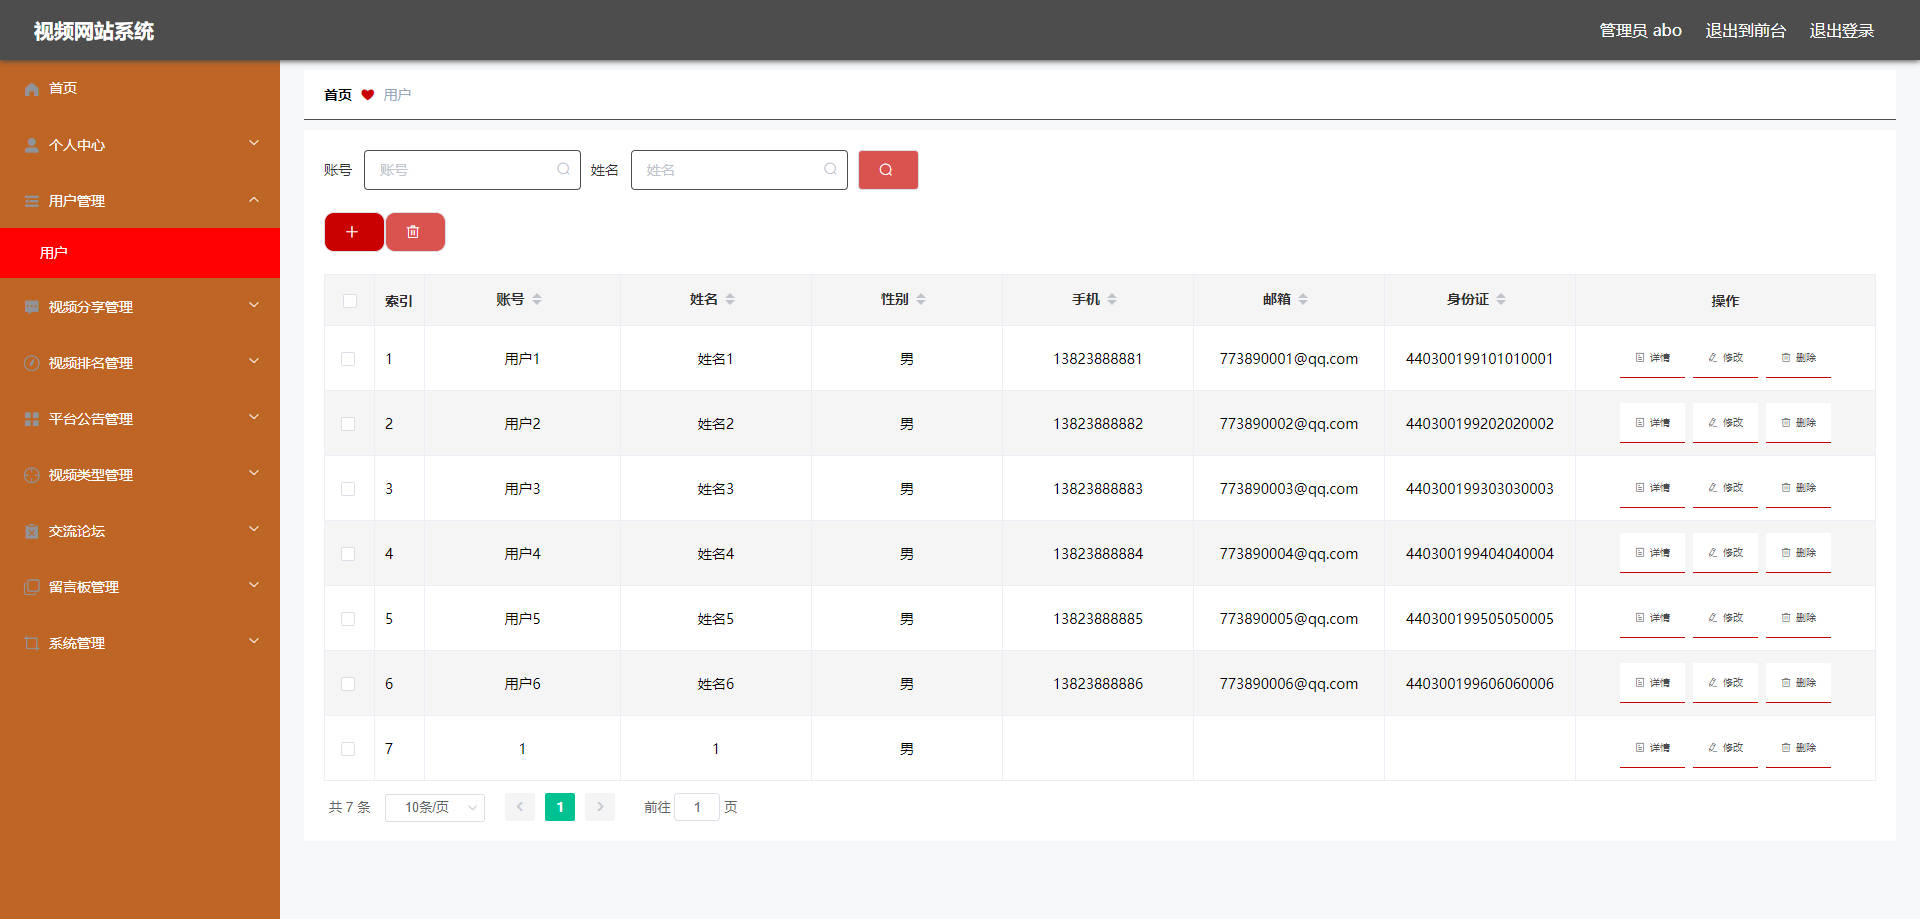 视频网站系统
管理员 abo 退出到前台 退出登录
首页
个人中心
用户管理
用户
视频分享管理
视频排名管理
平台公告管理
视频类型管理
交流论坛
留言板管理
系统管理
首页 用户
账号 账号 姓名 姓名
索引 账号 姓名 性别 手机 邮箱 身份证 操作
1 用户1 姓名1 男 13823888881 773890001@qq.com 440300199101010001 详情 修改 删除
2 用户2 姓名2 男 13823888882 773890002@qq.com 440300199202020002 详情 修改 删除
3 用户3 姓名3 男 13823888883 773890003@qq.com 440300199303030003 详情 修改 删除
4 用户4 姓名4 男 13823888884 773890004@qq.com 440300199404040004 详情 修改 删除
5 用户5 姓名5 男 13823888885 773890005@qq.com 440300199505050005 详情 修改 删除
6 用户6 姓名6 男 13823888886 773890006@qq.com 440300199606060006 详情 修改 删除
7 1 1 男 详情 修改 删除
共 7 条 10条/页 1 前往 1 页